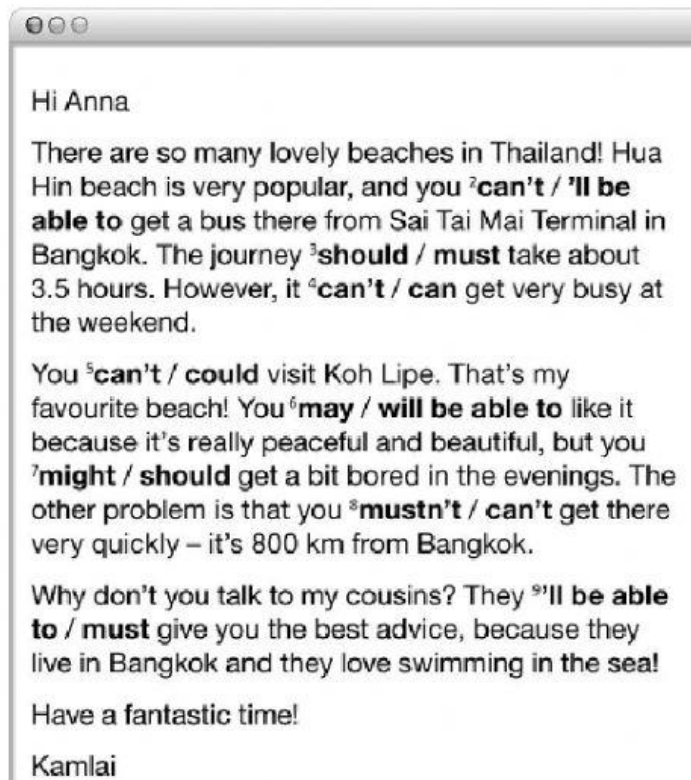 Hi Anna
There are so many lovely beaches in Thailand! Hua
Hin beach is very popular, and you ²can't / 'll be
able to get a bus there from Sai Tai Mai Terminal in
Bangkok. The journey ³should / must take about
3.5 hours. However, it ⁴can't / can get very busy at
the weekend.
You ⁵can't / could visit Koh Lipe. That's my
favourite beach! You ⁶may / will be able to like it
because it's really peaceful and beautiful, but you
⁷might / should get a bit bored in the evenings. The
other problem is that you ⁸mustn't / can't get there
very quickly – it's 800 km from Bangkok.
Why don't you talk to my cousins? They ⁹'ll be able
to / must give you the best advice, because they
live in Bangkok and they love swimming in the sea!
Have a fantastic time!
Kamlai